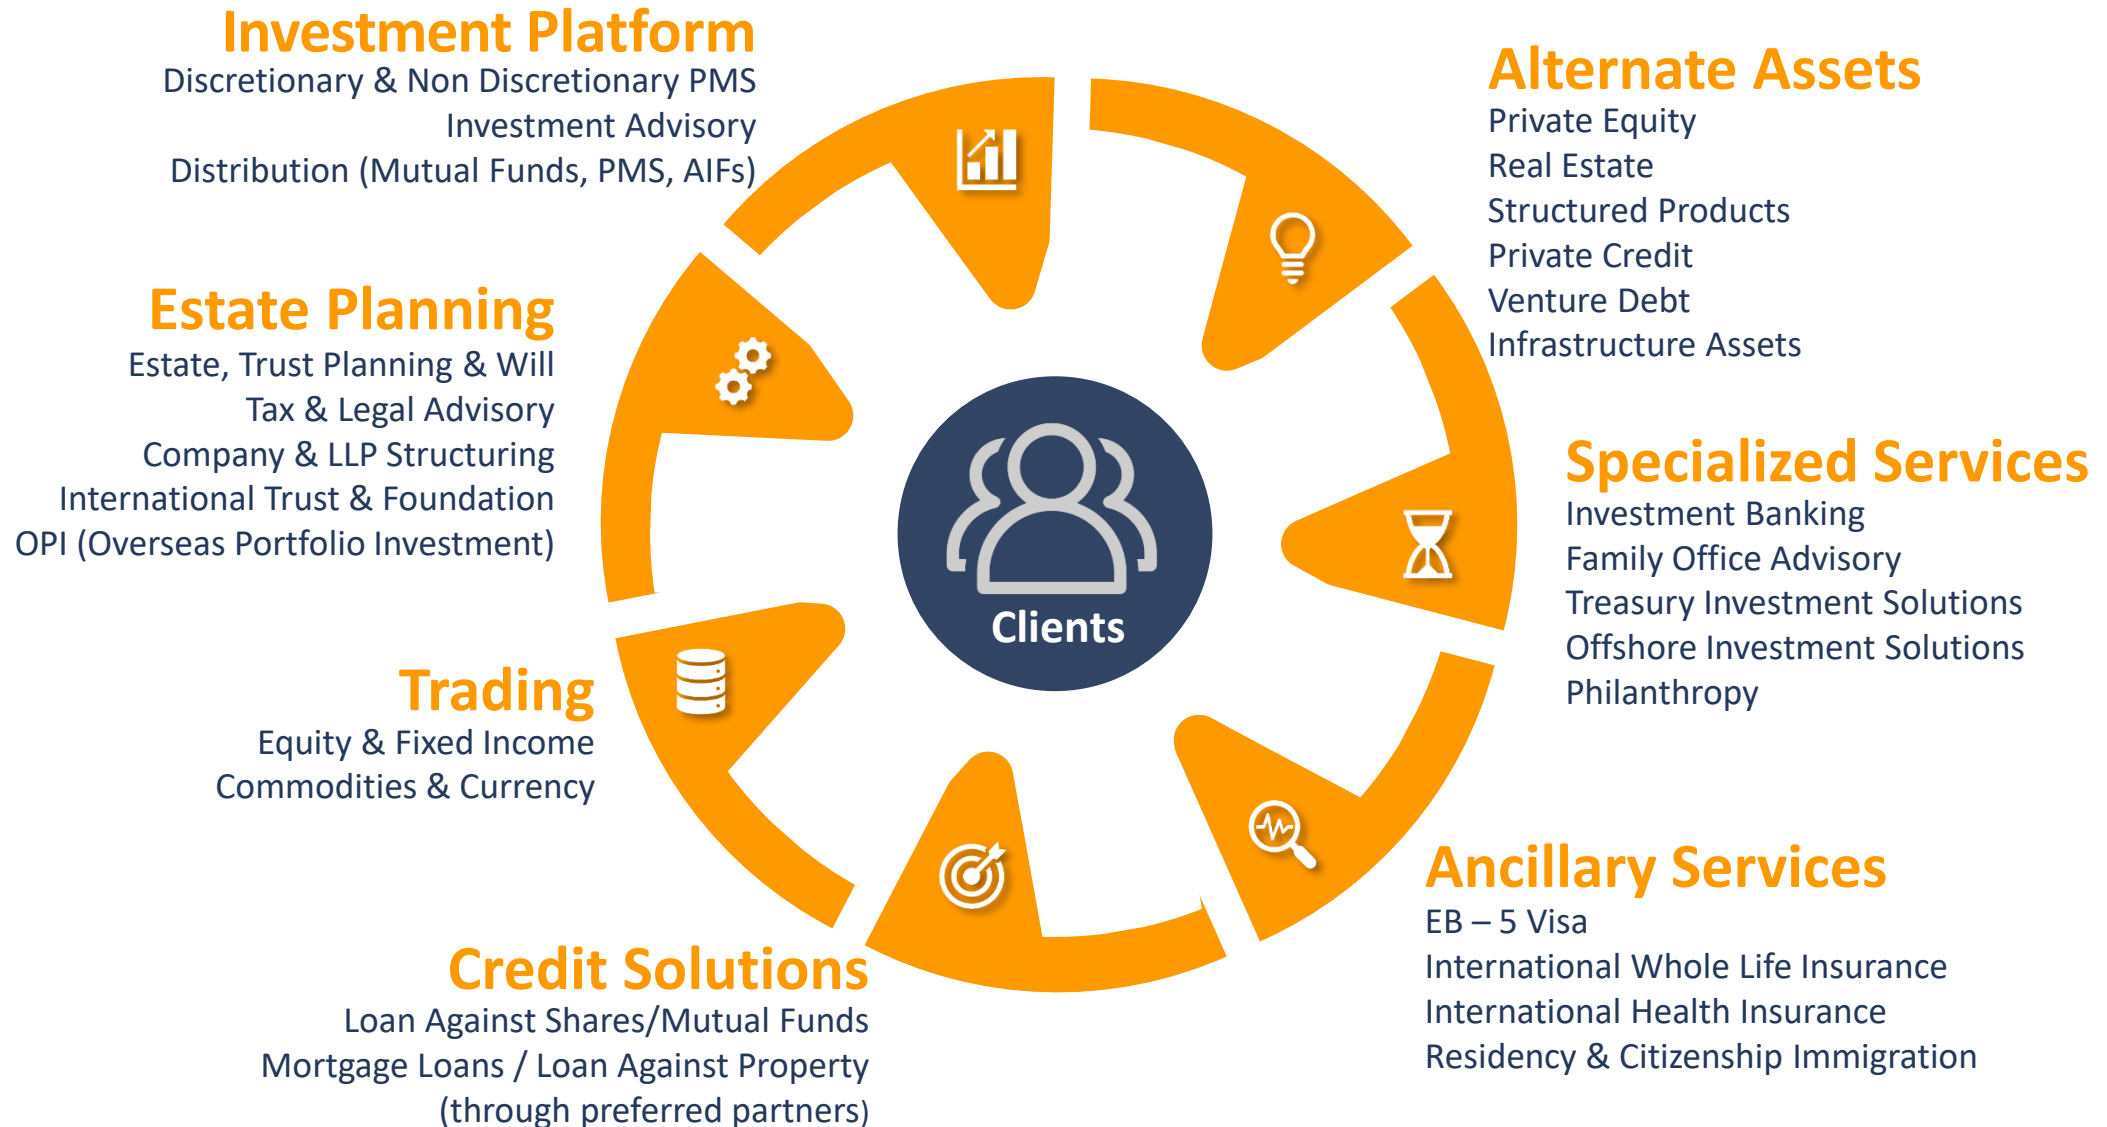 Investment Platform
Discretionary & Non Discretionary PMS
Investment Advisory
Distribution (Mutual Funds, PMS, AIFs)
Alternate Assets
Private Equity
Real Estate
Structured Products
Private Credit
Venture Debt
Infrastructure Assets
Estate Planning
Estate, Trust Planning & Will
Tax & Legal Advisory
Company & LLP Structuring
International Trust & Foundation
OPI (Overseas Portfolio Investment)
Clients
Specialized Services
Investment Banking
Family Office Advisory
Treasury Investment Solutions
Offshore Investment Solutions
Philanthropy
Trading
Equity & Fixed Income
Commodities & Currency
Ancillary Services
EB – 5 Visa
International Whole Life Insurance
International Health Insurance
Residency & Citizenship Immigration
Credit Solutions
Loan Against Shares/Mutual Funds
Mortgage Loans / Loan Against Property
(through preferred partners)